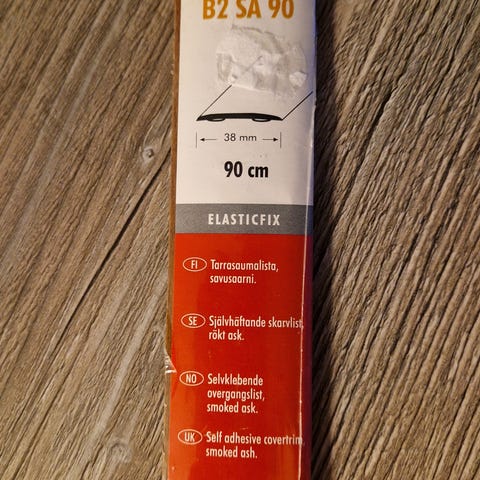 B2 SA 90
38 mm
90 cm
ELASTICFIX
FI Tarrasaumalista,
savusaarni.
SE Självhäftande skarvlist,
rökt ask.
NO Selvklebende
overgangslist,
smoked ask.
UK Self adhesive covertrim,
smoked ash.